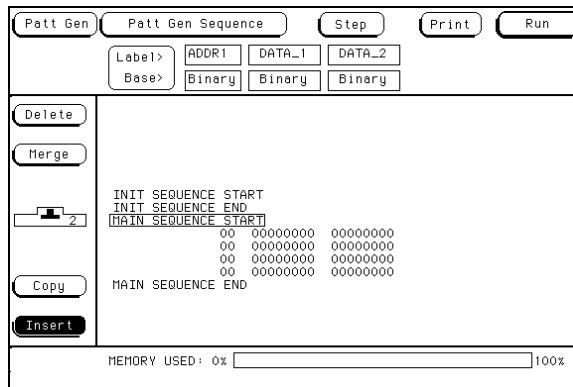 Patt Gen Patt Gen Sequence Step Print Run
Label> ADDR1 DATA_1 DATA_2
Base> Binary Binary Binary
Delete
Merge
INIT SEQUENCE START
INIT SEQUENCE END
2 MAIN SEQUENCE START
00 00000000 00000000
00 00000000 00000000
00 00000000 00000000
00 00000000 00000000
Copy MAIN SEQUENCE END
Insert
MEMORY USED: 0% 100%